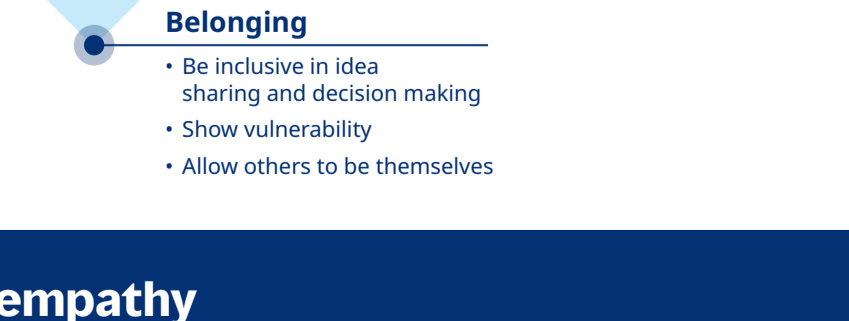 Belonging
• Be inclusive in idea
sharing and decision making
• Show vulnerability
• Allow others to be themselves
empathy